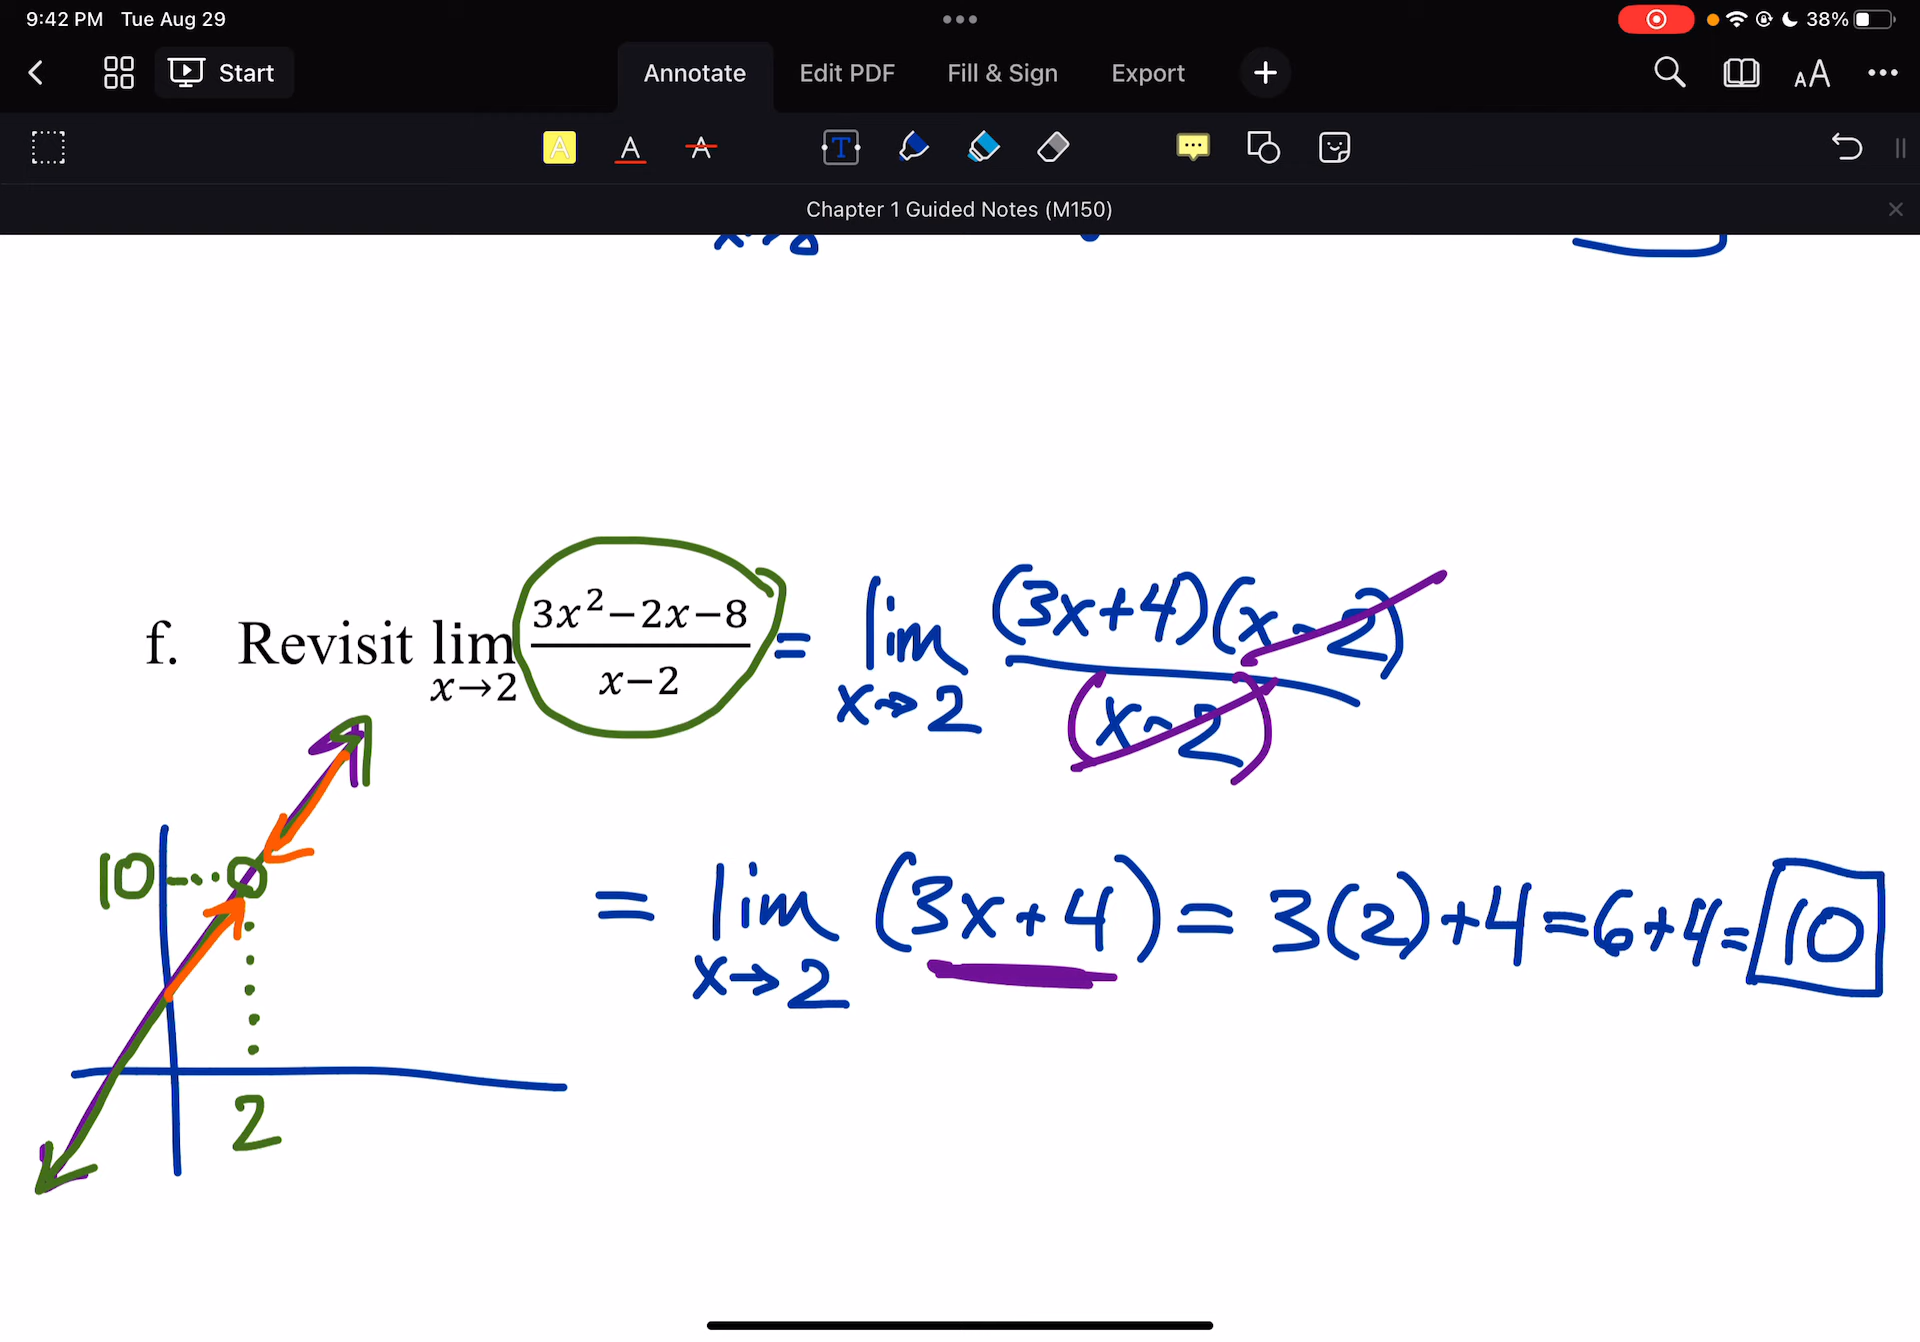 9:42 PM Tue Aug 29
38%
Start
Annotate
Edit PDF
Fill & Sign
Export
Chapter 1 Guided Notes (M150)
f. Revisit lim x→2 (3x²−2x−8)/(x−2) = lim x→2 (3x+4)(x-2)/(x-2)
= lim x→2 (3x+4) = 3(2)+4=6+4=10
10
2